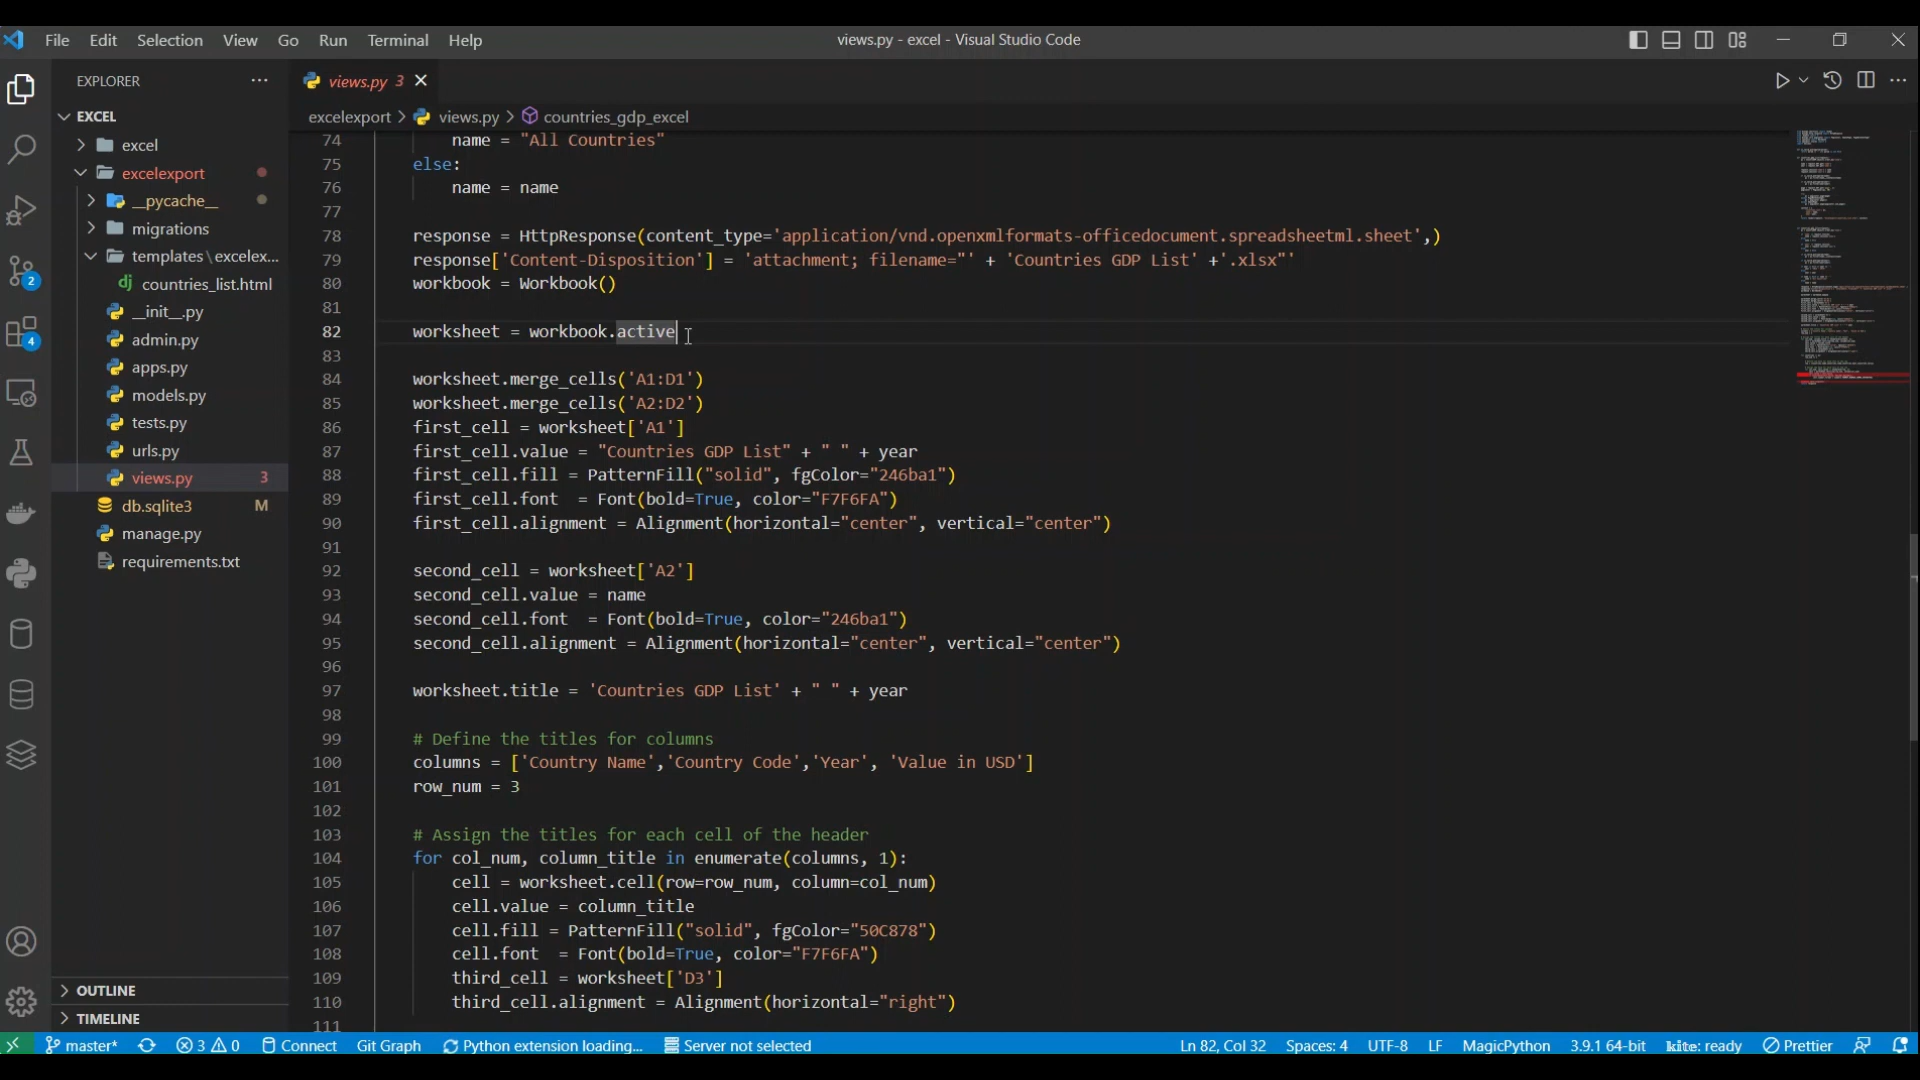 File Edit Selection View Go Run Terminal Help
views.py - excel - Visual Studio Code
EXPLORER
EXCEL
excel
excelexport
__pycache__
migrations
templates\excelex...
countries_list.html
__init__.py
admin.py
apps.py
models.py
tests.py
urls.py
views.py 3
db.sqlite3 M
manage.py
requirements.txt
OUTLINE
TIMELINE
2
4
views.py 3
excelexport > views.py > countries_gdp_excel
74 name = "All Countries"
75 else:
76 name = name
77
78 response = HttpResponse(content_type='application/vnd.openxmlformats-officedocument.spreadsheetml.sheet',)
79 response['Content-Disposition'] = 'attachment; filename="' + 'Countries GDP List' +'.xlsx"'
80 workbook = Workbook()
81
82 worksheet = workbook.active
83
84 worksheet.merge_cells('A1:D1')
85 worksheet.merge_cells('A2:D2')
86 first_cell = worksheet['A1']
87 first_cell.value = "Countries GDP List" + " " + year
88 first_cell.fill = PatternFill("solid", fgColor="246ba1")
89 first_cell.font  = Font(bold=True, color="F7F6FA")
90 first_cell.alignment = Alignment(horizontal="center", vertical="center")
91
92 second_cell = worksheet['A2']
93 second_cell.value = name
94 second_cell.font  = Font(bold=True, color="246ba1")
95 second_cell.alignment = Alignment(horizontal="center", vertical="center")
96
97 worksheet.title = 'Countries GDP List' + " " + year
98
99 # Define the titles for columns
100 columns = ['Country Name','Country Code','Year', 'Value in USD']
101 row_num = 3
102
103 # Assign the titles for each cell of the header
104 for col_num, column_title in enumerate(columns, 1):
105 cell = worksheet.cell(row=row_num, column=col_num)
106 cell.value = column_title
107 cell.fill = PatternFill("solid", fgColor="50C878")
108 cell.font  = Font(bold=True, color="F7F6FA")
109 third_cell = worksheet['D3']
110 third_cell.alignment = Alignment(horizontal="right")
111
master* 3 0 Connect Git Graph Python extension loading... Server not selected Ln 82, Col 32 Spaces: 4 UTF-8 LF MagicPython 3.9.1 64-bit kite: ready Prettier